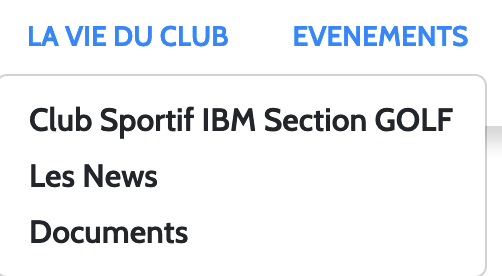 LA VIE DU CLUB EVENEMENTS
Club Sportif IBM Section GOLF
Les News
Documents